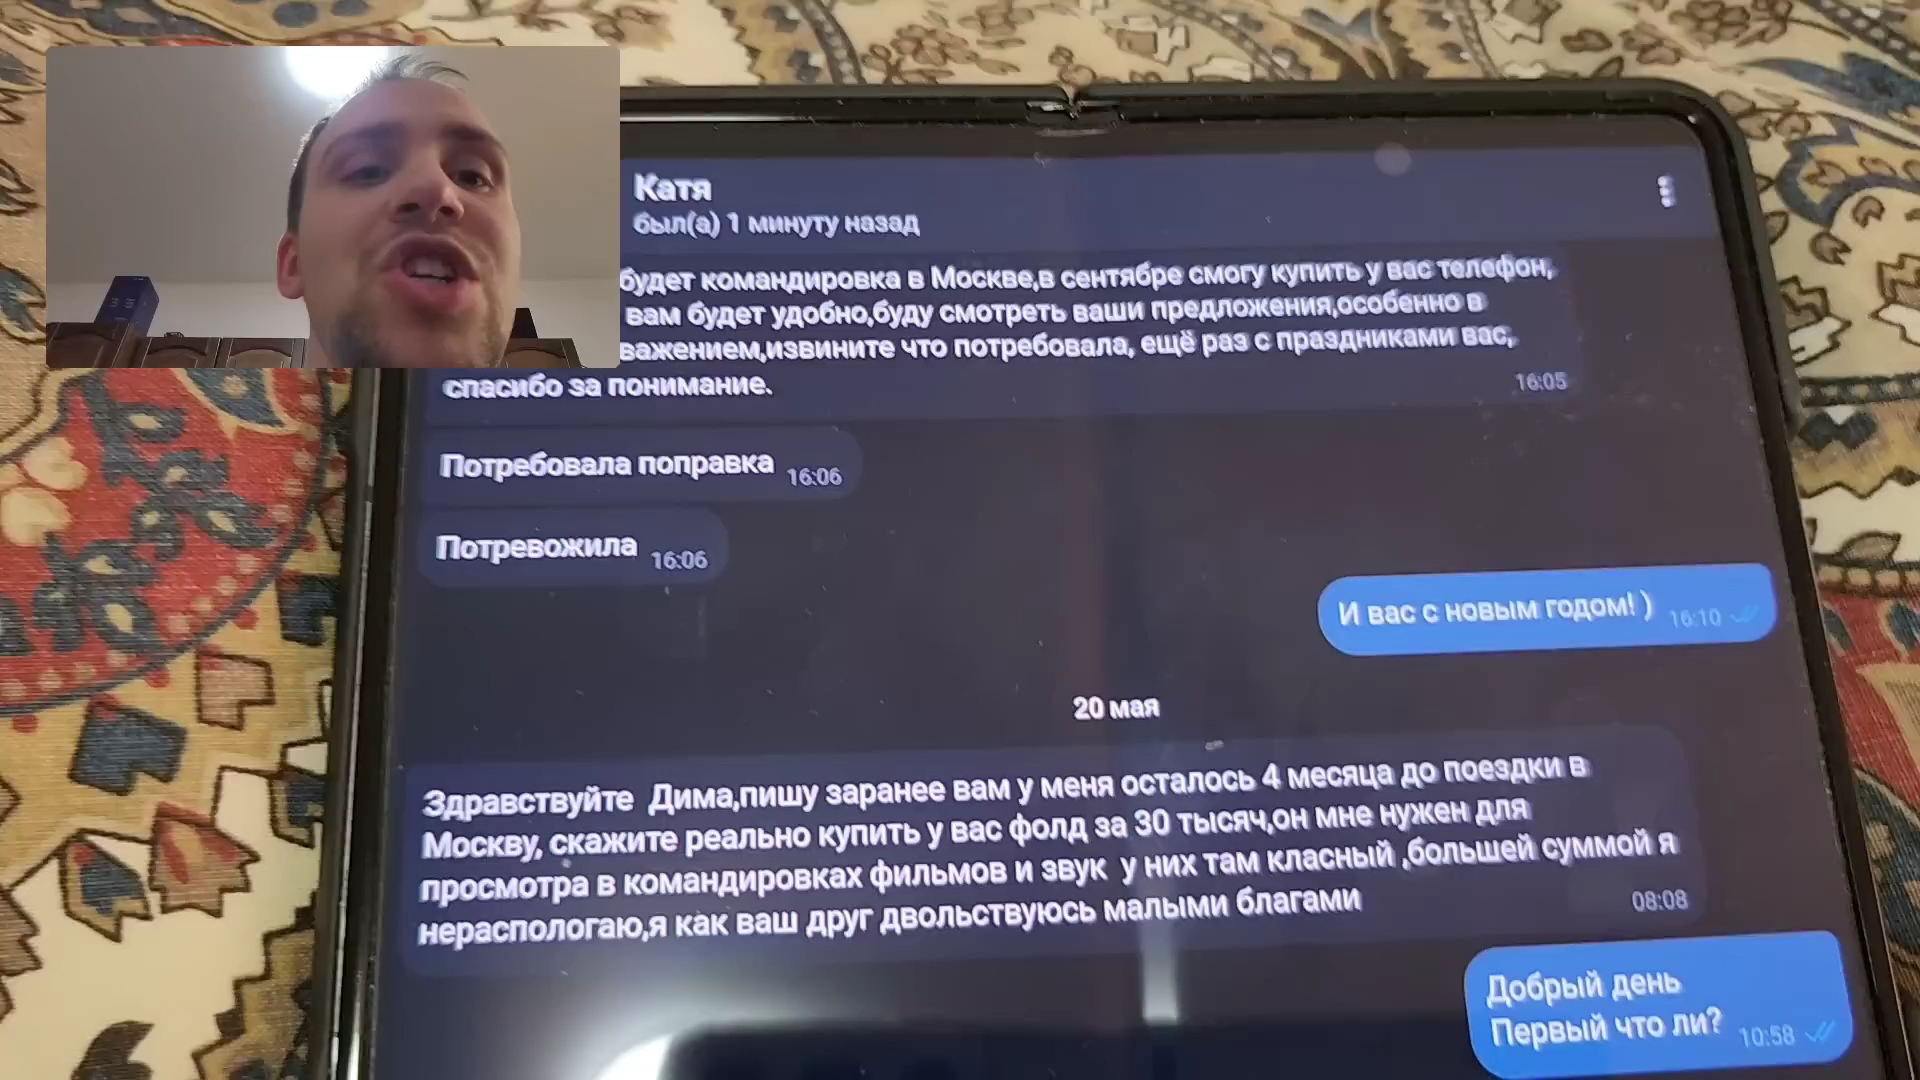 Катя
был(а) 1 минуту назад
будет командировка в Москве,в сентябре смогу купить у вас телефон,
вам будет удобно,буду смотреть ваши предложения,особенно в
важением,извините что потребовала, ещё раз с праздниками вас,
спасибо за понимание.
16:05
Потребовала поправка 16:06
Потревожила 16:06
И вас с новым годом! ) 16:10
20 мая
Здравствуйте Дима,пишу заранее вам у меня осталось 4 месяца до поездки в
Москву, скажите реально купить у вас фолд за 30 тысяч,он мне нужен для
просмотра в командировках фильмов и звук у них там класный ,большей суммой я
нераспологаю,я как ваш друг двольствуюсь малыми благами
08:08
Добрый день
Первый что ли? 10:58